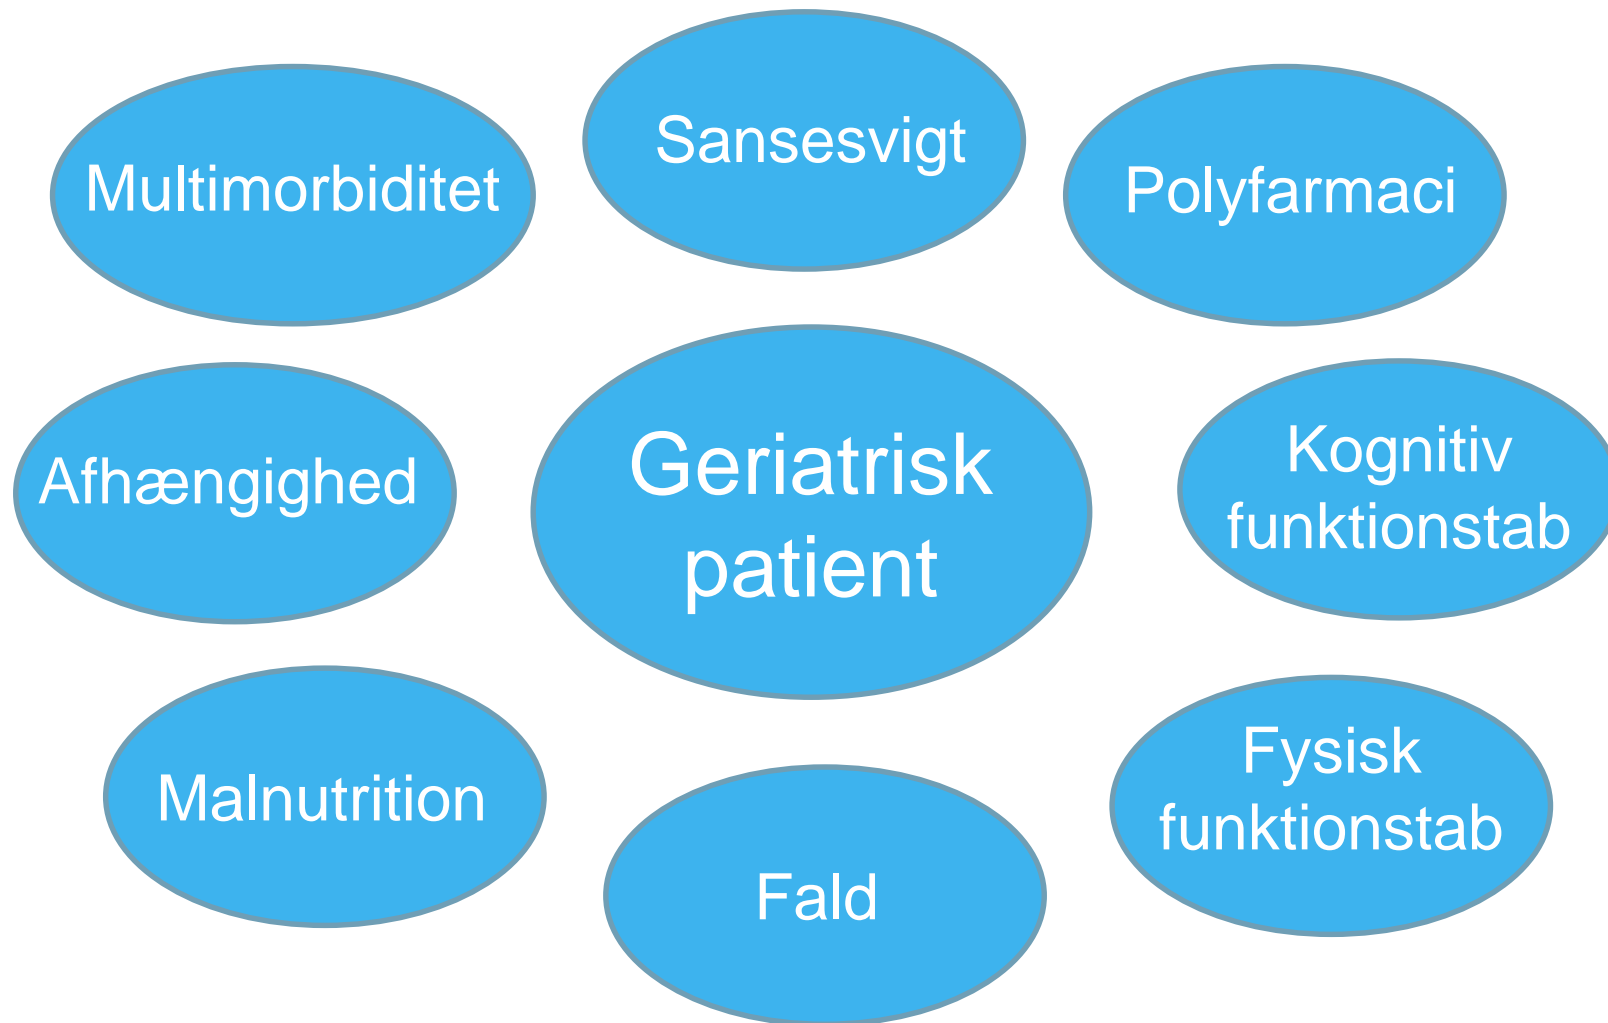 Sansesvigt
Multimorbiditet
Polyfarmaci
Geriatrisk
patient
Afhængighed
Kognitiv
funktionstab
Malnutrition
Fysisk
funktionstab
Fald